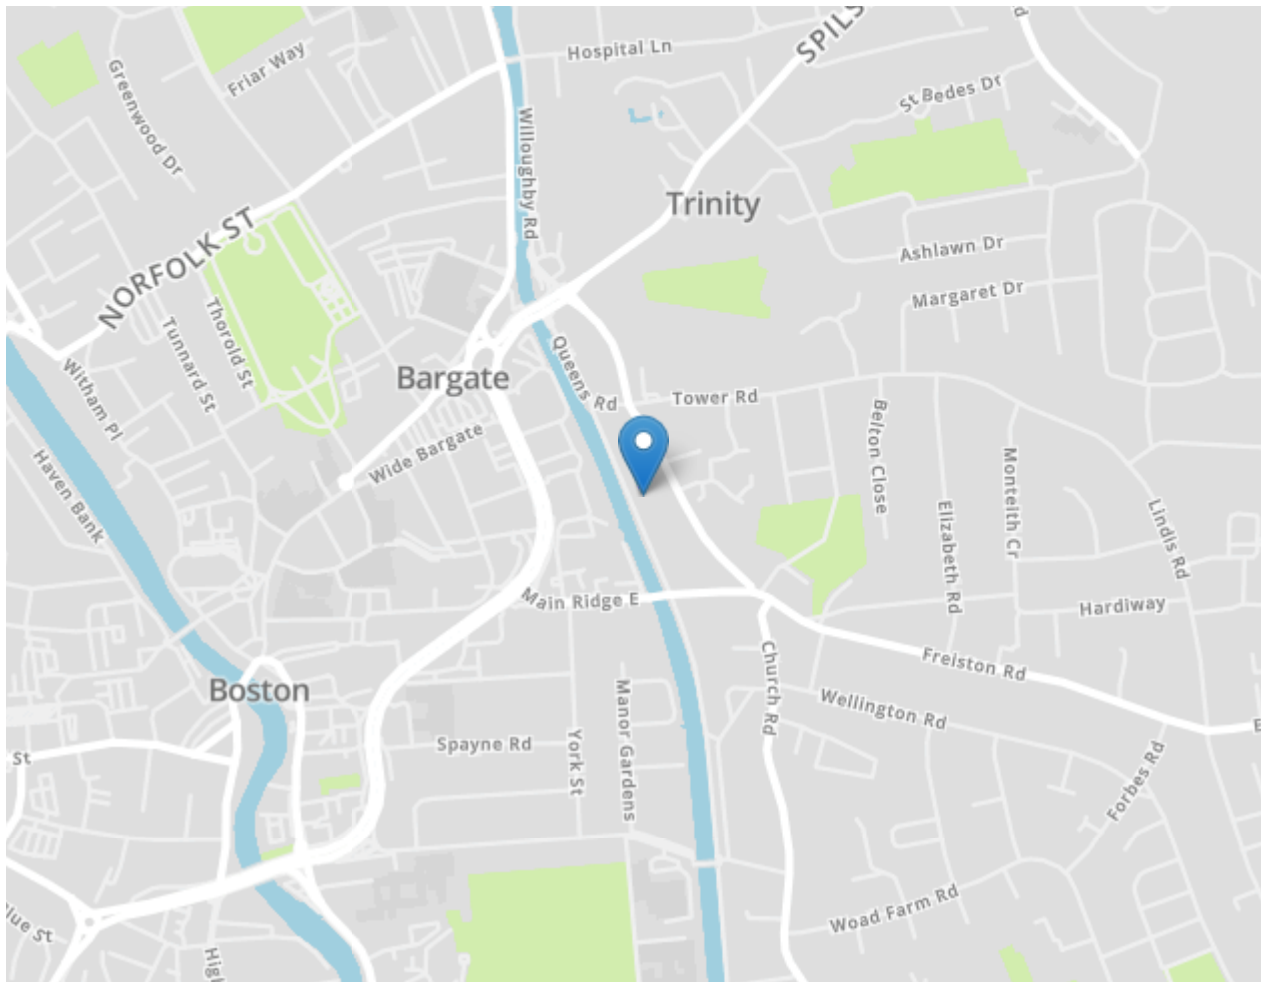 Hospital Ln
SPILS
Friar Way
Greenwood Dr
St Bedes Dr
Willoughby Rd
Trinity
NORFOLK ST
Ashlawn Dr
Margaret Dr
Thorold St
Tunnard St
Queens Rd
Witham Pl
Bargate
Tower Rd
Belton Close
Wide Bargate
Haven Bank
Monteith Cr
Elizabeth Rd
Lindis Rd
Main Ridge E
Hardiway
Church Rd
Freiston Rd
Boston
Manor Gardens
Wellington Rd
Spayne Rd
York St
St
Forbes Rd
Woad Farm Rd
lue St
High